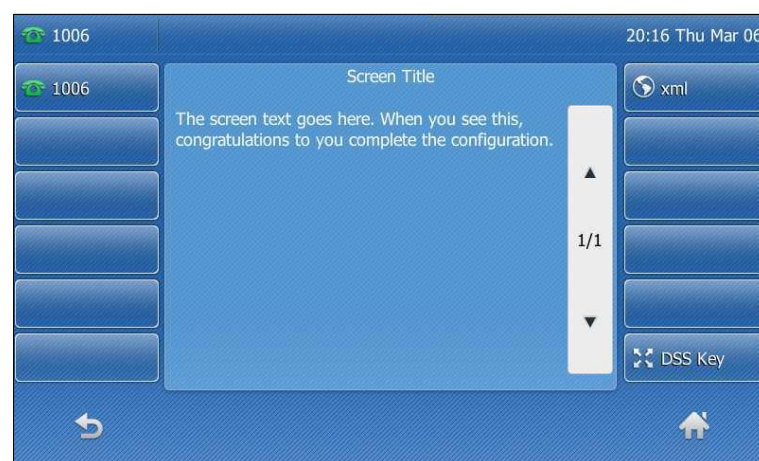 1006
20:16 Thu Mar 06
1006
Screen Title
xml
The screen text goes here. When you see this,
congratulations to you complete the configuration.
1/1
DSS Key